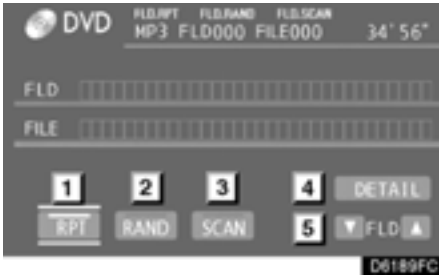 FLD.RPT FLD.RAND FLD.SCAN
DVD MP3 FLD000 FILE000 34'56"
FLD
FILE
1 2 3 4 DETAIL
RPT RAND SCAN 5 ▼ FLD ▲
D6189FC